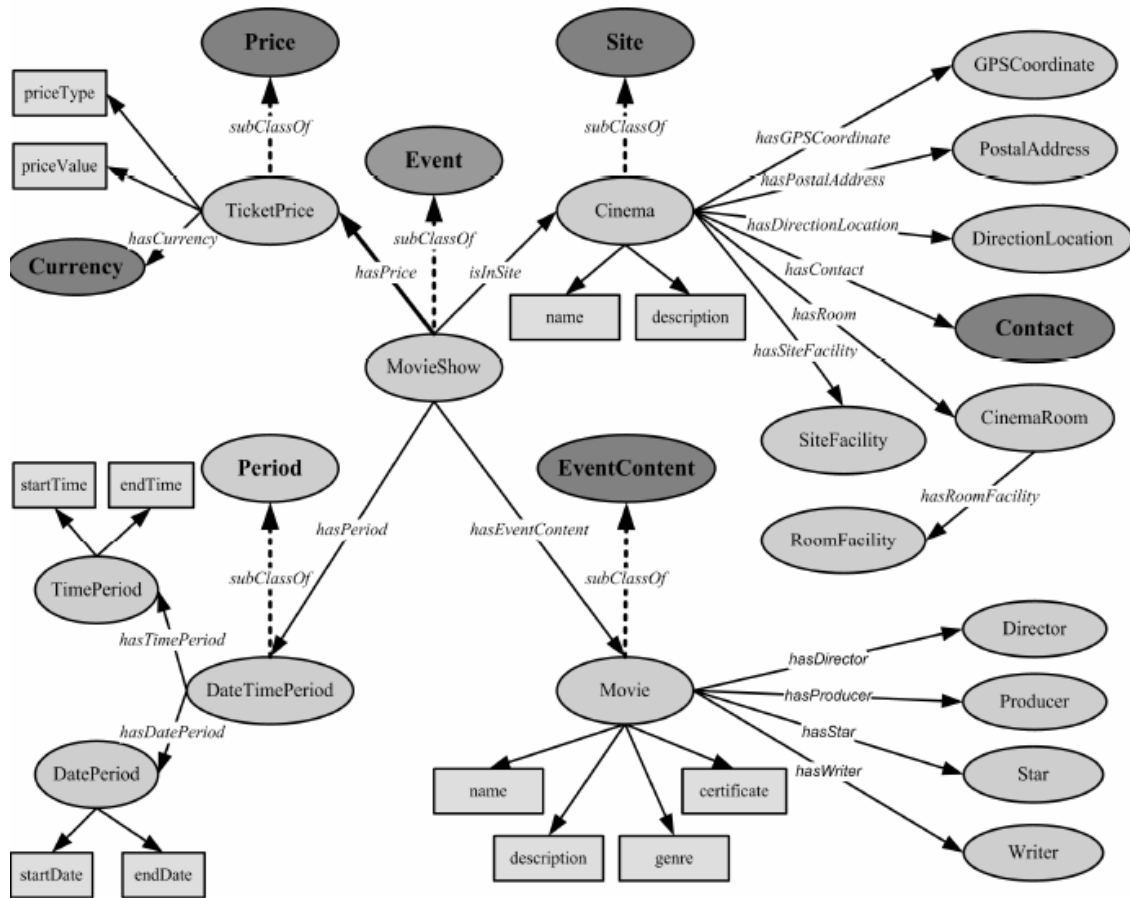 Price
Site
GPSCoordinate
priceType
subClassOf
subClassOf
hasGPSCoordinate
Event
PostalAddress
priceValue
hasPostalAddress
TicketPrice
Cinema
hasCurrency
subClassOf
hasDirectionLocation
DirectionLocation
Currency
hasPrice
isInSite
hasContact
name
description
hasRoom
Contact
hasSiteFacility
MovieShow
CinemaRoom
SiteFacility
Period
EventContent
startTime
endTime
hasRoomFacility
hasPeriod
hasEventContent
RoomFacility
TimePeriod
subClassOf
subClassOf
Director
hasTimePeriod
hasDirector
DateTimePeriod
Movie
hasProducer
Producer
hasDatePeriod
hasStar
DatePeriod
hasWriter
Star
name
certificate
description
genre
Writer
startDate
endDate